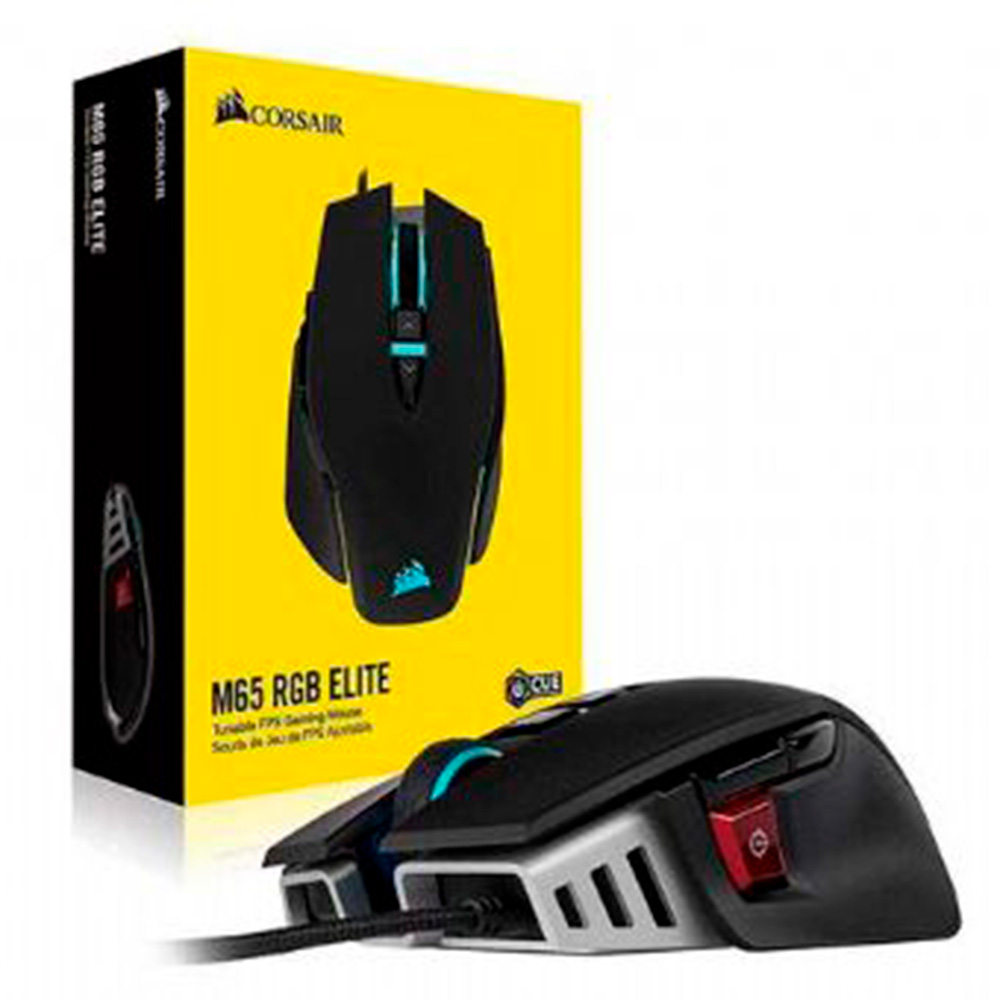 CORSAIR
M65 RGB ELITE
Tunable FPS Gaming Mouse
Souris de Jeu de FPS Ajustable
CUE
CORSAIR
M65 RGB ELITE